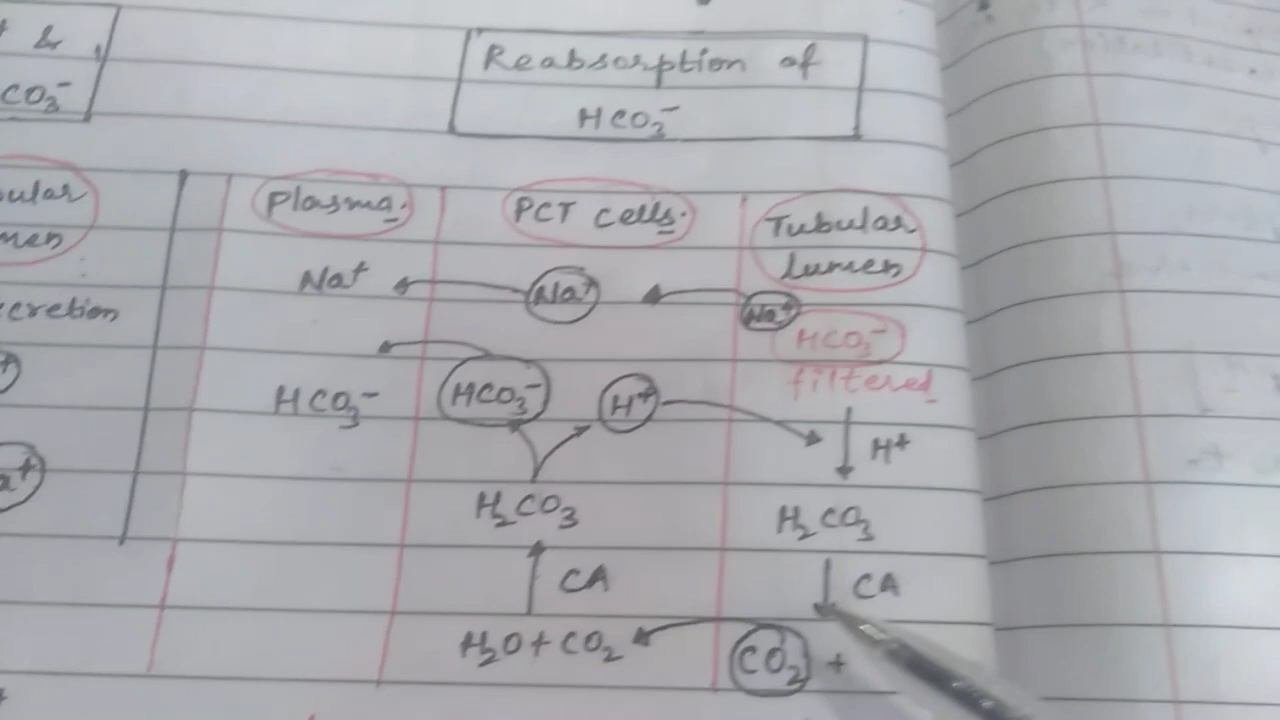 &
CO₃⁻
Reabsorption of
HCO₃⁻
Plasma.
PCT cells.
Tubular
lumen
Na⁺
Na⁺
Na⁺
HCO₃⁻
filtered
HCO₃⁻
HCO₃⁻
H⁺
H⁺
H₂CO₃
H₂CO₃
CA
CA
H₂O + CO₂
CO₂ +